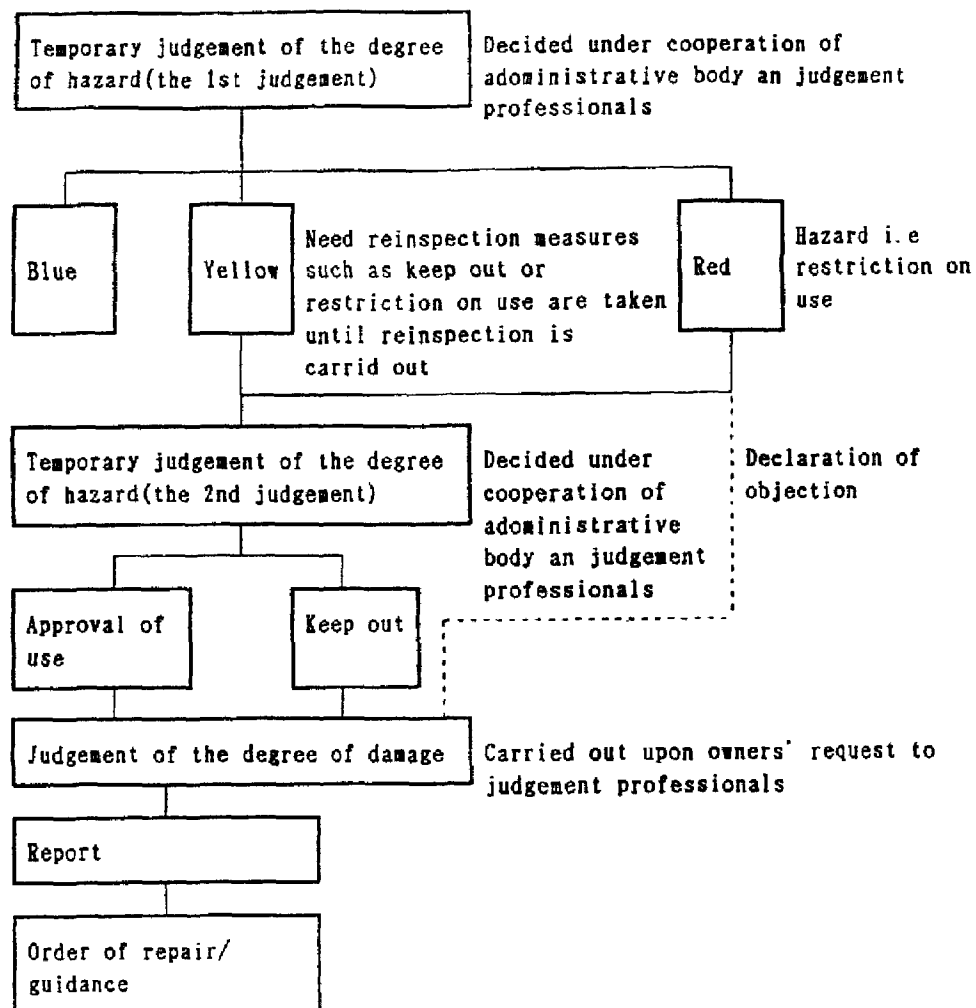 Temporary judgement of the degree
of hazard(the 1st judgement)
Decided under cooperation of
adoministrative body an judgement
professionals
Blue
Yellow
Need reinspection measures
such as keep out or
restriction on use are taken
until reinspection is
carrid out
Red
Hazard i.e
restriction on
use
Temporary judgement of the degree
of hazard(the 2nd judgement)
Decided under
cooperation of
adoministrative
body an judgement
professionals
Declaration of
objection
Approval of
use
Keep out
Judgement of the degree of damage
Carried out upon owners' request to
judgement professionals
Report
Order of repair/
guidance